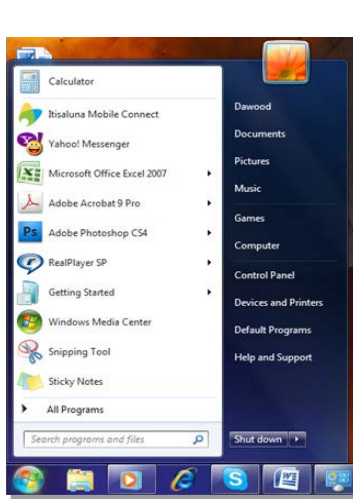 Calculator
Itisaluna Mobile Connect
Yahoo! Messenger
Microsoft Office Excel 2007
Adobe Acrobat 9 Pro
Ps Adobe Photoshop CS4
RealPlayer SP
Getting Started
Windows Media Center
Snipping Tool
Sticky Notes
All Programs
Search programs and files
Dawood
Documents
Pictures
Music
Games
Computer
Control Panel
Devices and Printers
Default Programs
Help and Support
Shut down